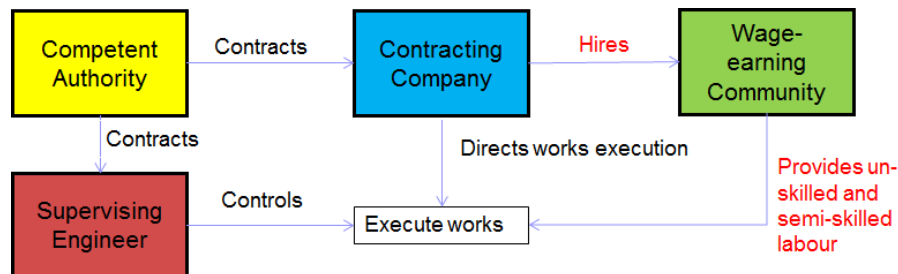 Competent
Authority
Contracts
Contracting
Company
Hires
Wage-
earning
Community
Contracts
Directs works execution
Provides un-
skilled and
semi-skilled
labour
Supervising
Engineer
Controls
Execute works